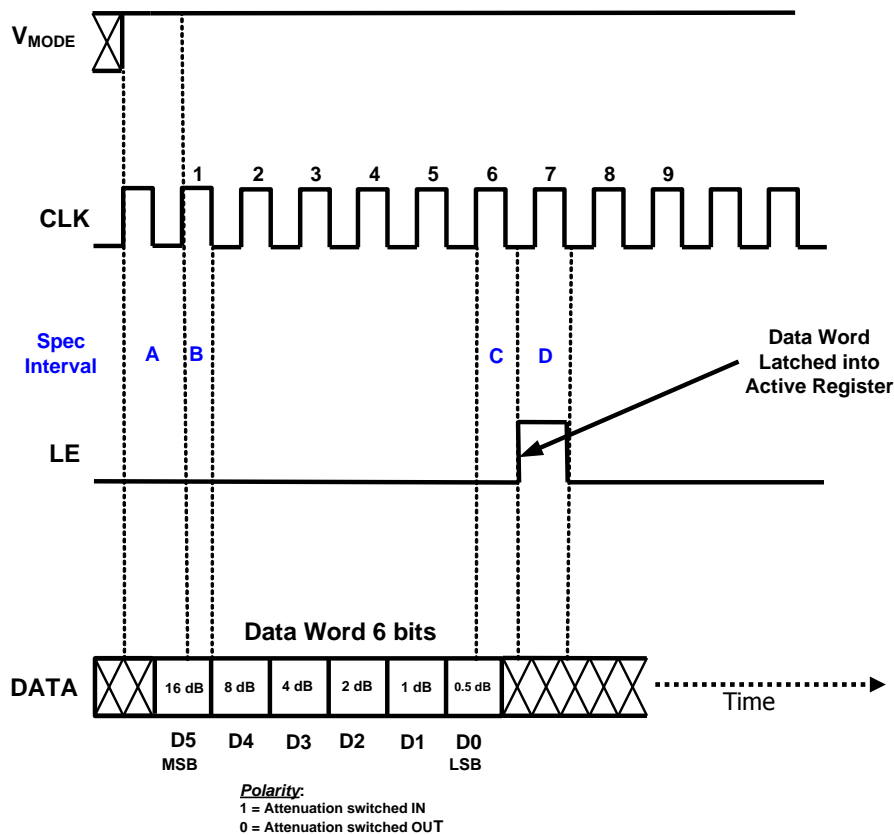 VMODE
1 2 3 4 5 6 7 8 9
CLK
Spec
Interval
A B C D
Data Word
Latched into
Active Register
LE
Data Word 6 bits
DATA
16 dB 8 dB 4 dB 2 dB 1 dB 0.5 dB
Time
D5 D4 D3 D2 D1 D0
MSB LSB
Polarity:
1 = Attenuation switched IN
0 = Attenuation switched OUT